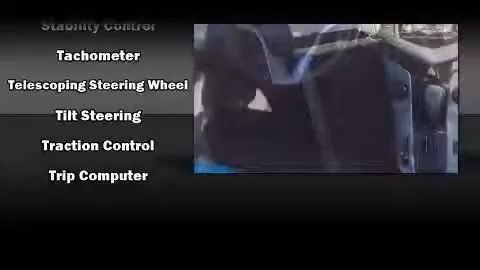 Stability Control
Tachometer
Telescoping Steering Wheel
Tilt Steering
Traction Control
Trip Computer